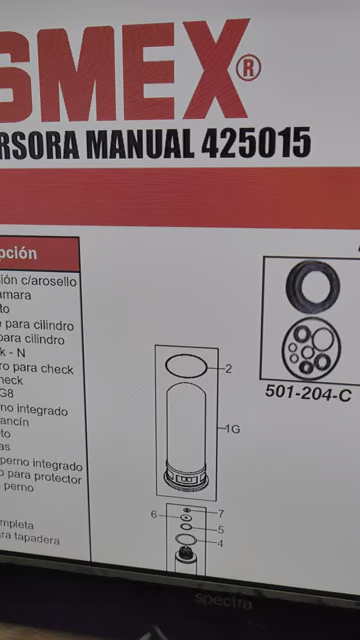 SMEX®
RSORA MANUAL 425015
pción
ión c/arosello
ámara
to
e para cilindro
para cilindro
k - N
ro para check
heck
G8
no integrado
ancín
to
as
perno integrado
o para protector
perno
mpleta
ra tapadera
501-204-C
2
1G
7
6
5
4
spectra